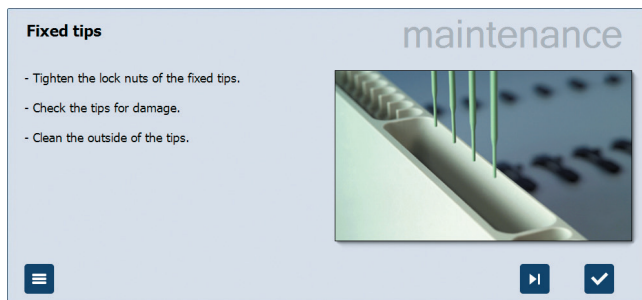 Fixed tips
maintenance
- Tighten the lock nuts of the fixed tips.
- Check the tips for damage.
- Clean the outside of the tips.